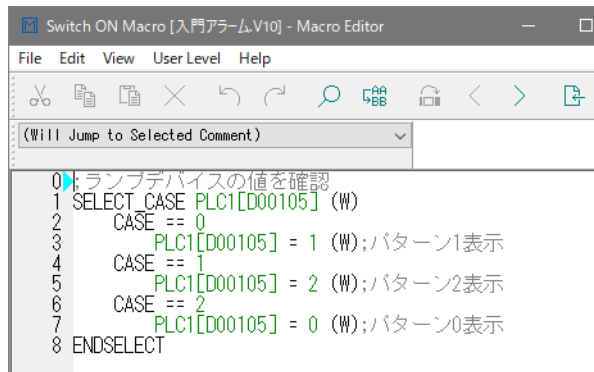 Switch ON Macro [入門アラーム.V10] - Macro Editor
File Edit View User Level Help
(Will Jump to Selected Comment)
0 ;ランプデバイスの値を確認
1 SELECT_CASE PLC1[D00105] (W)
2 CASE == 0
3 PLC1[D00105] = 1 (W);パターン1表示
4 CASE == 1
5 PLC1[D00105] = 2 (W);パターン2表示
6 CASE == 2
7 PLC1[D00105] = 0 (W);パターン0表示
8 ENDSELECT